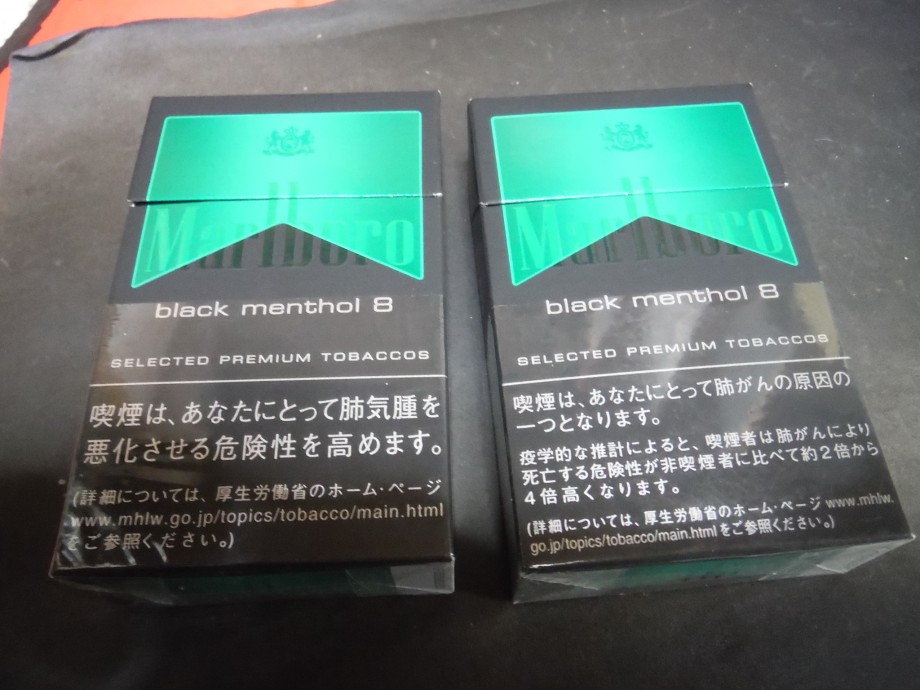 Marlboro
black menthol 8
SELECTED PREMIUM TOBACCOS
喫煙は、あなたにとって肺気腫を
悪化させる危険性を高めます。
(詳細については、厚生労働省のホーム・ページ
www.mhlw.go.jp/topics/tobacco/main.html
をご参照ください。)
Marlboro
black menthol 8
SELECTED PREMIUM TOBACCOS
喫煙は、あなたにとって肺がんの原因の
一つとなります。
疫学的な推計によると、喫煙者は肺がんにより
死亡する危険性が非喫煙者に比べて約2倍から
4倍高くなります。
(詳細については、厚生労働省のホーム・ページ www.mhlw.
go.jp/topics/tobacco/main.html をご参照ください。)